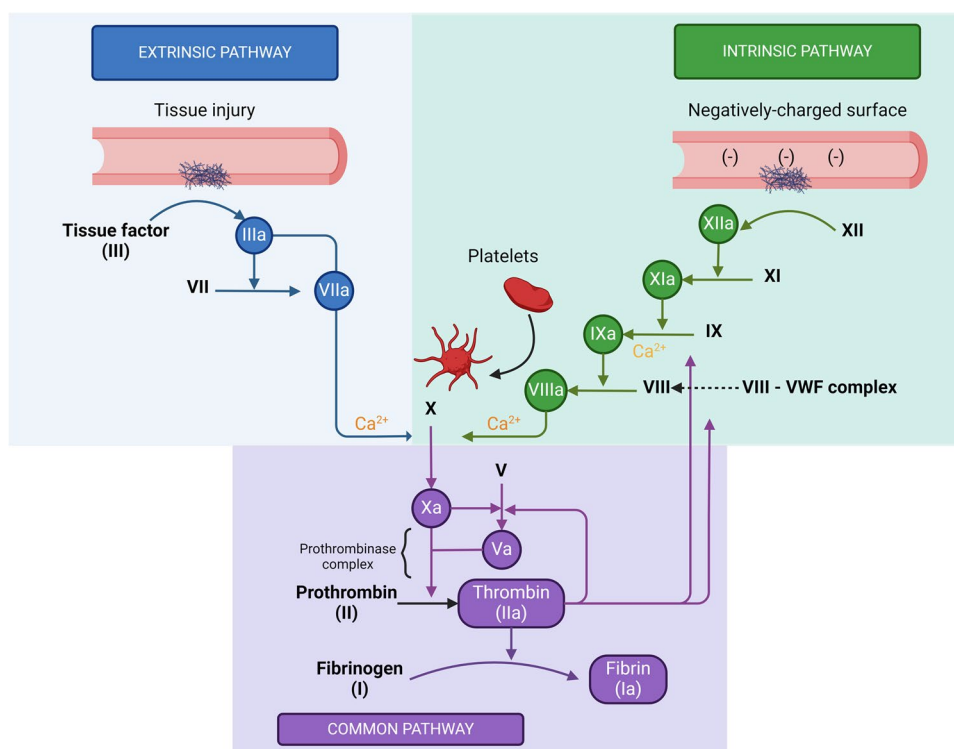 EXTRINSIC PATHWAY
INTRINSIC PATHWAY
Tissue injury
Negatively-charged surface
(-) (-) (-)
Tissue factor
(III)
IIIa
XIIa
XII
Platelets
VII
VIIa
XIa
XI
IXa
IX
Ca²⁺
VIIIa
VIII
VIII - VWF complex
X
Ca²⁺
Ca²⁺
V
Xa
Prothrombinase
complex
Va
Prothrombin
(II)
Thrombin
(IIa)
Fibrinogen
(I)
Fibrin
(Ia)
COMMON PATHWAY